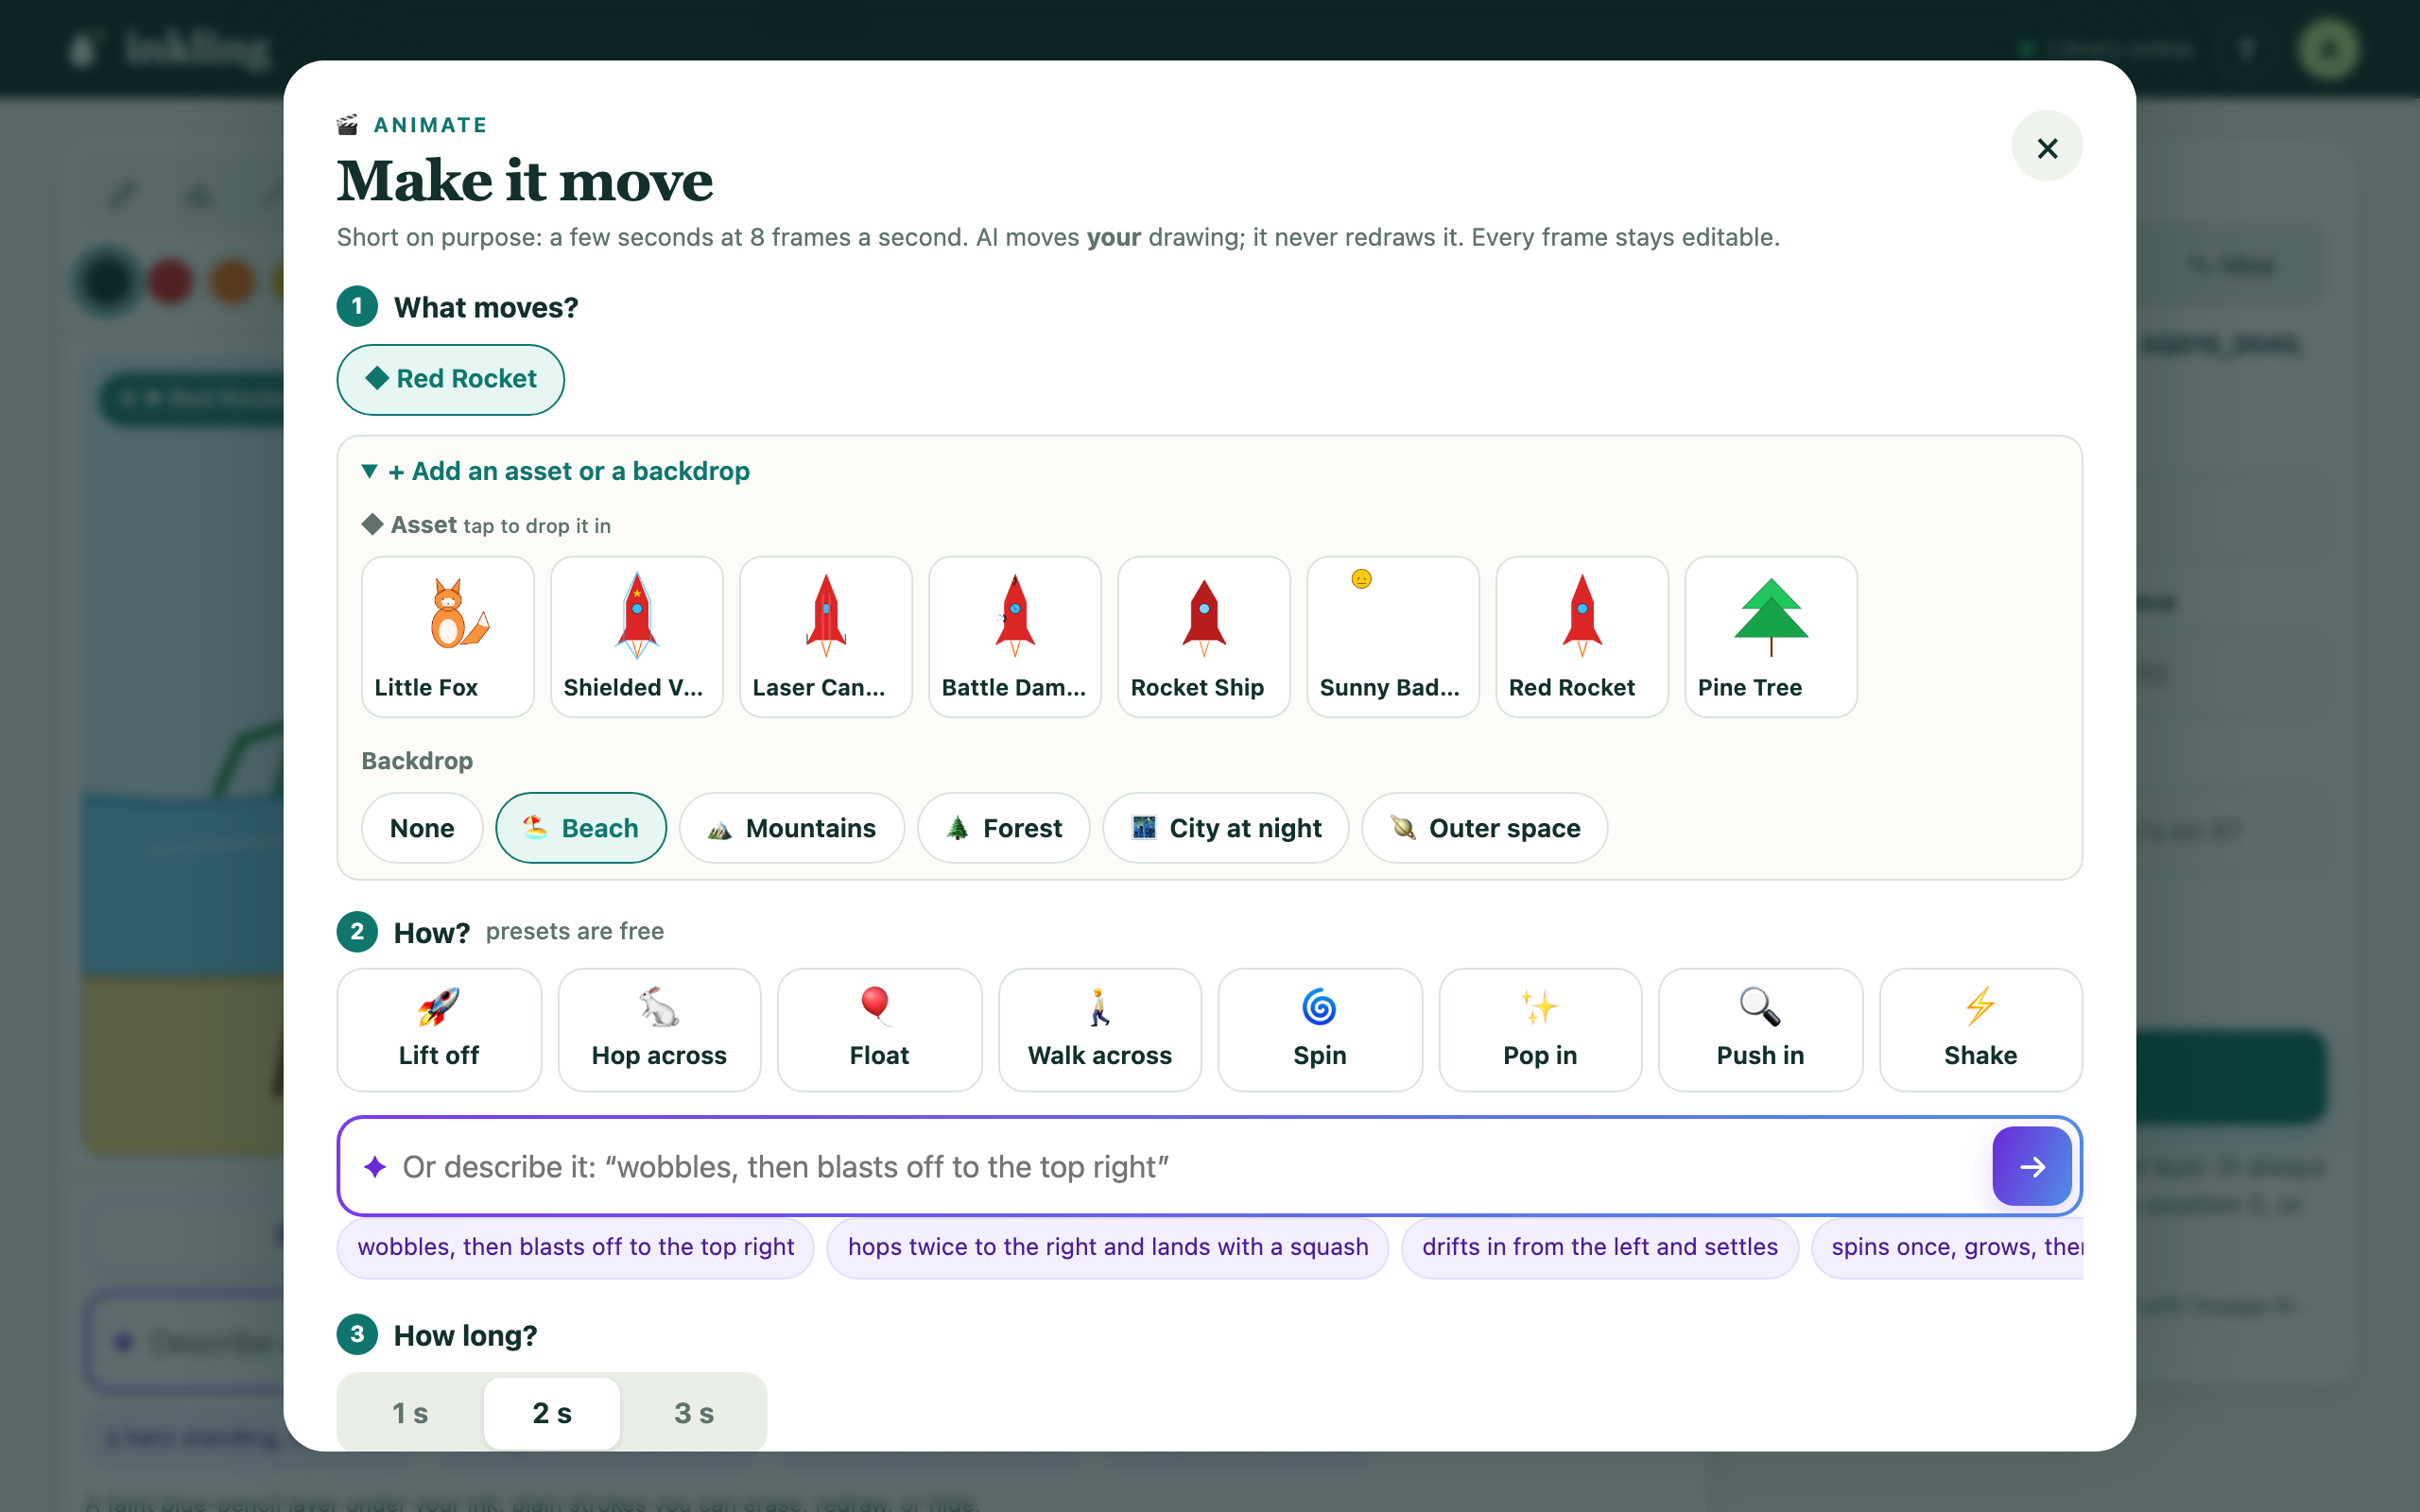 inkling
ANIMATE
Make it move
Short on purpose: a few seconds at 8 frames a second. AI moves your drawing; it never redraws it. Every frame stays editable.
1 What moves?
Red Rocket
+ Add an asset or a backdrop
Asset tap to drop it in
Little Fox
Shielded V...
Laser Can...
Battle Dam...
Rocket Ship
Sunny Bad...
Red Rocket
Pine Tree
Backdrop
None
Beach
Mountains
Forest
City at night
Outer space
2 How? presets are free
Lift off
Hop across
Float
Walk across
Spin
Pop in
Push in
Shake
Or describe it: “wobbles, then blasts off to the top right”
wobbles, then blasts off to the top right
hops twice to the right and lands with a squash
drifts in from the left and settles
spins once, grows,
3 How long?
1 s
2 s
3 s